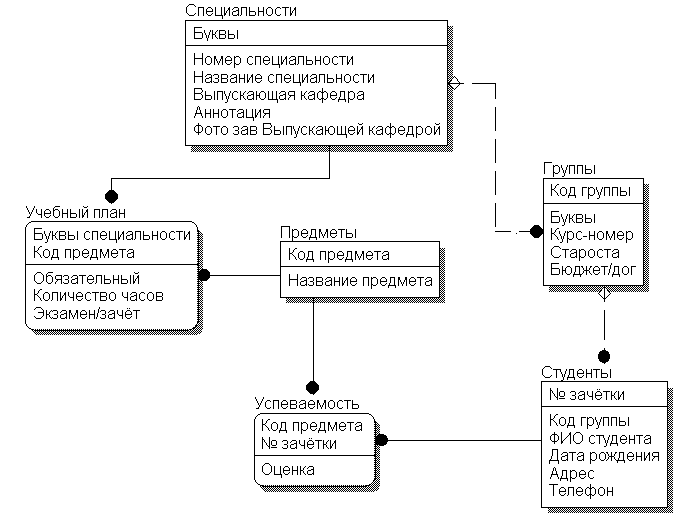 Специальности
Буквы
Номер специальности
Название специальности
Выпускающая кафедра
Аннотация
Фото зав Выпускающей кафедрой
Группы
Код группы
Буквы
Курс-номер
Староста
Бюджет/дог
Учебный план
Буквы специальности
Код предмета
Обязательный
Количество часов
Экзамен/зачёт
Предметы
Код предмета
Название предмета
Студенты
№ зачётки
Код группы
ФИО студента
Дата рождения
Адрес
Телефон
Успеваемость
Код предмета
№ зачётки
Оценка